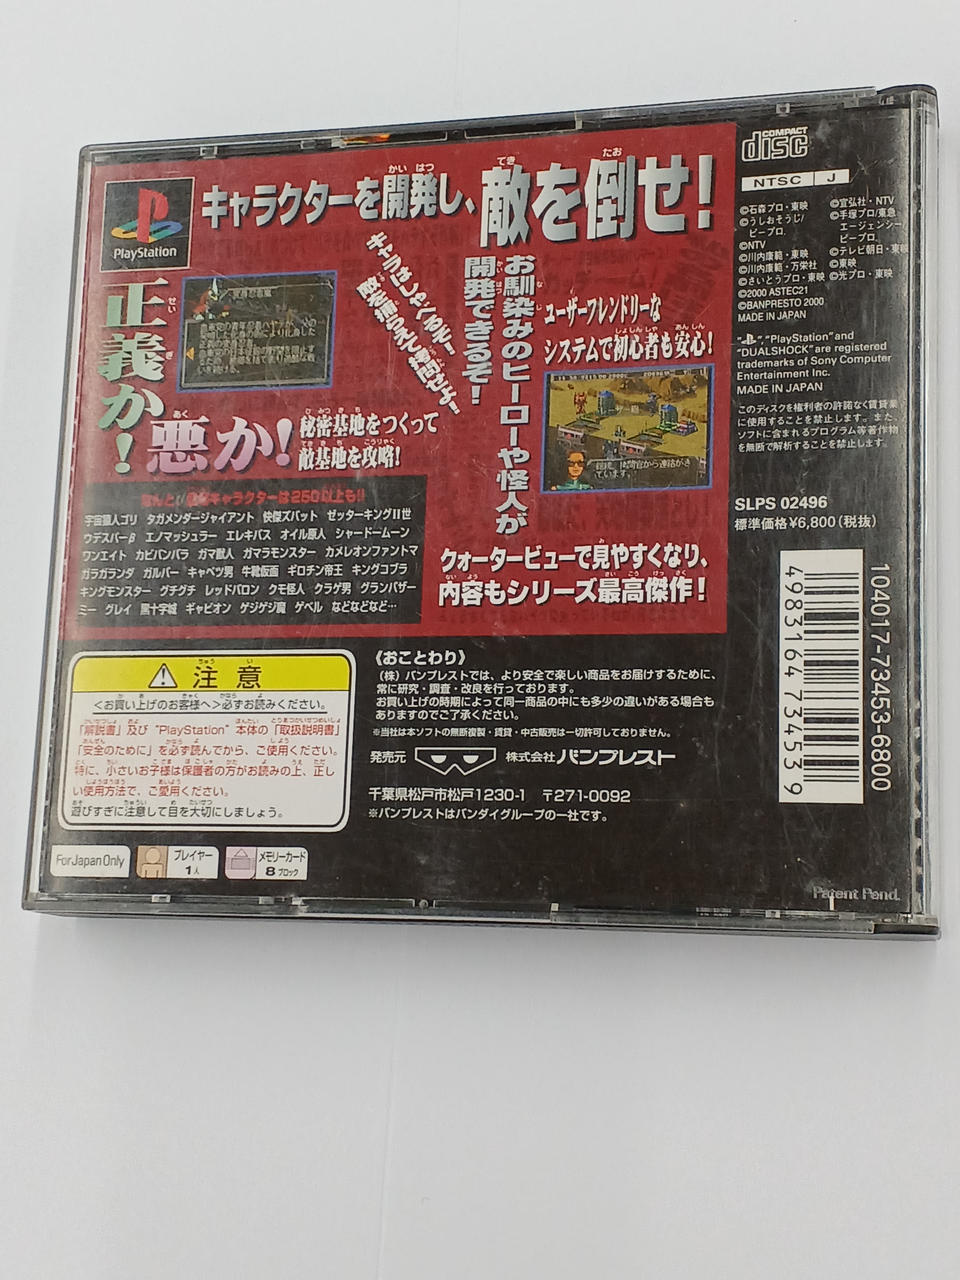 PlayStation
キャラクターを開発し、敵を倒せ！
正義か！
悪か！
秘密基地をつくって
敵基地を攻略！
お馴染みのヒーローや怪人が
開発できるぞ！
ユーザーフレンドリーな
システムで初心者も安心！
クォータービューで見やすくなり、
内容もシリーズ最高傑作！
キャラクターは250以上も!!
宇宙猿人ゴリ タガメンダージャイアント 快傑ズバット ゼッターキングⅡ世
ウデスパーβ エノマッシュラー エレキバス オイル原人 シャードームーン
ワンエイト カビバンバラ ガマ獣人 ガマラモンスター カメレオンファントマ
ガラガランダ ガルバー キャベツ男 牛靴仮面 ギロチン帝王 キングコブラ
キングモンスター グチグチ レッドバロン クモ怪人 クラゲ男 グランバザー
ミー グレイ 黒十字城 ギャビオン ゲジゲジ魔 ゲベル などなどなど…
注意
＜お買い上げのお客様へ＞必ずお読みください。
「解説書」及び"PlayStation"本体の「取扱説明書」
「安全のために」を必ず読んでから、ご使用ください。
特に、小さいお子様は保護者の方がお読みの上、正し
い使用方法で、ご愛用ください。
遊びすぎに注意して目を大切にしましょう。
《おことわり》
（株）バンプレストでは、より安全で楽しい商品をお届けするために、
常に研究・調査・改良を行っております。
お買い上げの時期によって同一商品の中にも多少の違いがある場合も
ありますのでご了承ください。
※当社は本ソフトの無断複製・賃貸・中古販売は一切許可しておりません。
発売元 株式会社バンプレスト
千葉県松戸市松戸1230-1 〒271-0092
※バンプレストはバンダイグループの一社です。
For Japan Only
プレイヤー
1人
メモリーカード
8ブロック
COMPACT
disc
NTSC J
©石森プロ・東映
©うしおそうじ/
ピープロ
©NTV
©川内康範・東映
©川内康範・万栄社
©さいとうプロ・東映
©2000 ASTEC21
©BANPRESTO 2000
MADE IN JAPAN
©宣弘社・NTV
©手塚プロ/東急
エージェンシー
ピープロ
©テレビ朝日・東映
©東映
©光プロ・東映
" ", "PlayStation" and
"DUALSHOCK" are registered
trademarks of Sony Computer
Entertainment Inc.
MADE IN JAPAN
このディスクを権利者の許諾なく賃貸業
に使用することを禁止します。また、
ソフトに含まれるプログラム等著作物
を無断で解析することを禁止します。
SLPS 02496
標準価格¥6,800（税抜）
4983164734539
104017-73453-6800
Patent Pend.